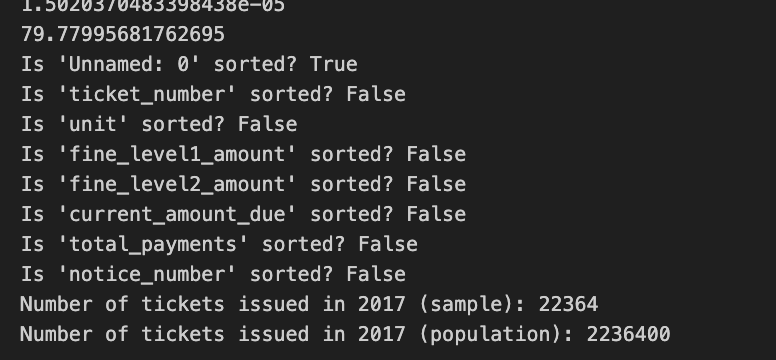 1.5020370483398438e-05
79.77995681762695
Is 'Unnamed: 0' sorted? True
Is 'ticket_number' sorted? False
Is 'unit' sorted? False
Is 'fine_level1_amount' sorted? False
Is 'fine_level2_amount' sorted? False
Is 'current_amount_due' sorted? False
Is 'total_payments' sorted? False
Is 'notice_number' sorted? False
Number of tickets issued in 2017 (sample): 22364
Number of tickets issued in 2017 (population): 2236400